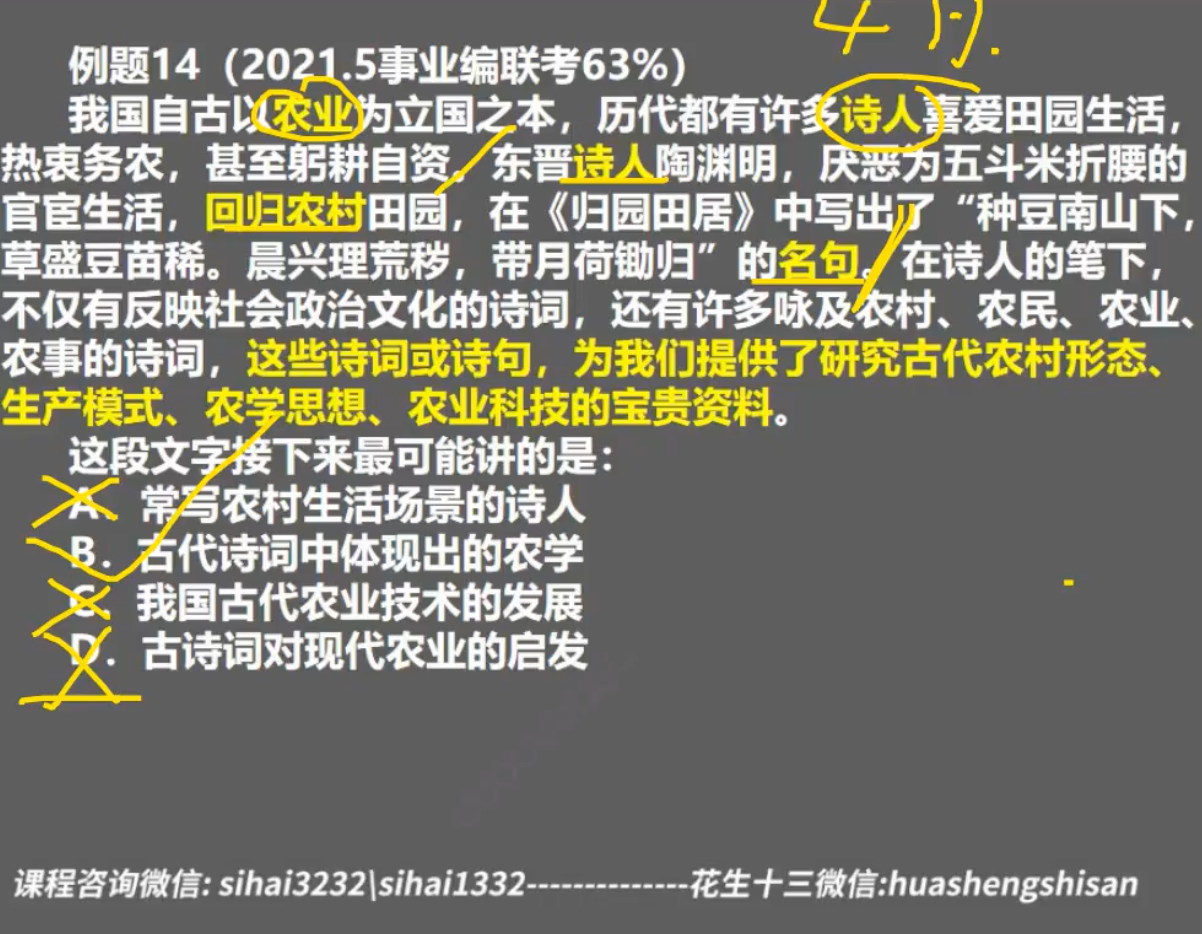 4月.
例题14（2021.5事业编联考63%）
我国自古以农业为立国之本，历代都有许多诗人喜爱田园生活，
热衷务农，甚至躬耕自资。东晋诗人陶渊明，厌恶为五斗米折腰的
官宦生活，回归农村田园，在《归园田居》中写出了“种豆南山下，
草盛豆苗稀。晨兴理荒秽，带月荷锄归”的名句。在诗人的笔下，
不仅有反映社会政治文化的诗词，还有许多咏及农村、农民、农业、
农事的诗词，这些诗词或诗句，为我们提供了研究古代农村形态、
生产模式、农学思想、农业科技的宝贵资料。
这段文字接下来最可能讲的是：
A．常写农村生活场景的诗人
B．古代诗词中体现出的农学
C．我国古代农业技术的发展
D．古诗词对现代农业的启发
课程咨询微信: sihai3232\sihai1332--------------花生十三微信:huashengshisan